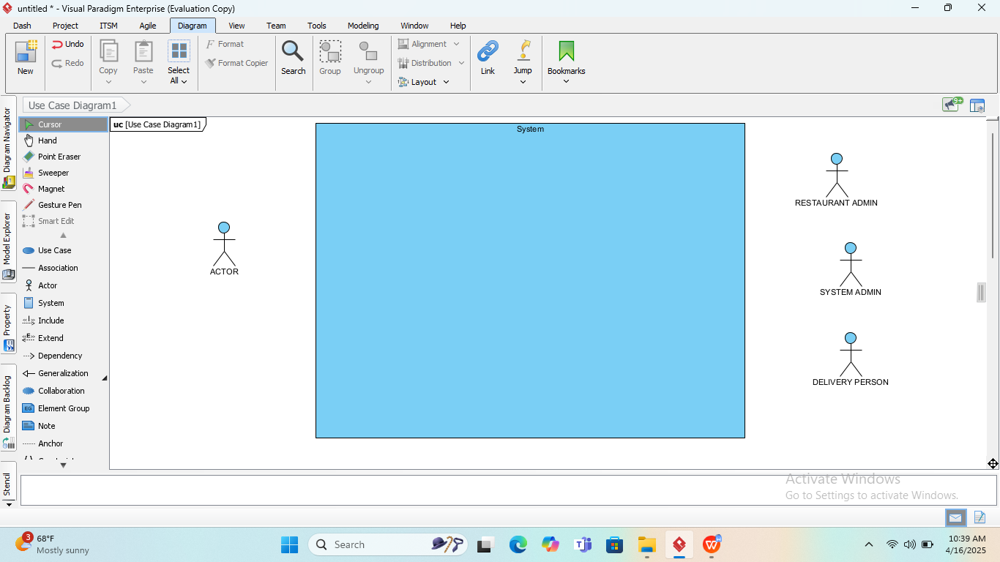 untitled * - Visual Paradigm Enterprise (Evaluation Copy)
Dash Project ITSM Agile Diagram View Team Tools Modeling Window Help
New
Undo
Redo
Copy
Paste
Select
All
Format
Format Copier
Search
Group
Ungroup
Alignment
Distribution
Layout
Link
Jump
Bookmarks
Use Case Diagram1
9+
Diagram Navigator
Model Explorer
Property
Diagram Backlog
Stencil
Cursor
Hand
Point Eraser
Sweeper
Magnet
Gesture Pen
Smart Edit
Use Case
Association
Actor
System
Include
Extend
Dependency
Generalization
Collaboration
EG Element Group
Note
Anchor
uc [Use Case Diagram1]
System
ACTOR
RESTAURANT ADMIN
SYSTEM ADMIN
DELIVERY PERSON
Activate Windows
Go to Settings to activate Windows.
3
68°F
Mostly sunny
Search
10:39 AM
4/16/2025